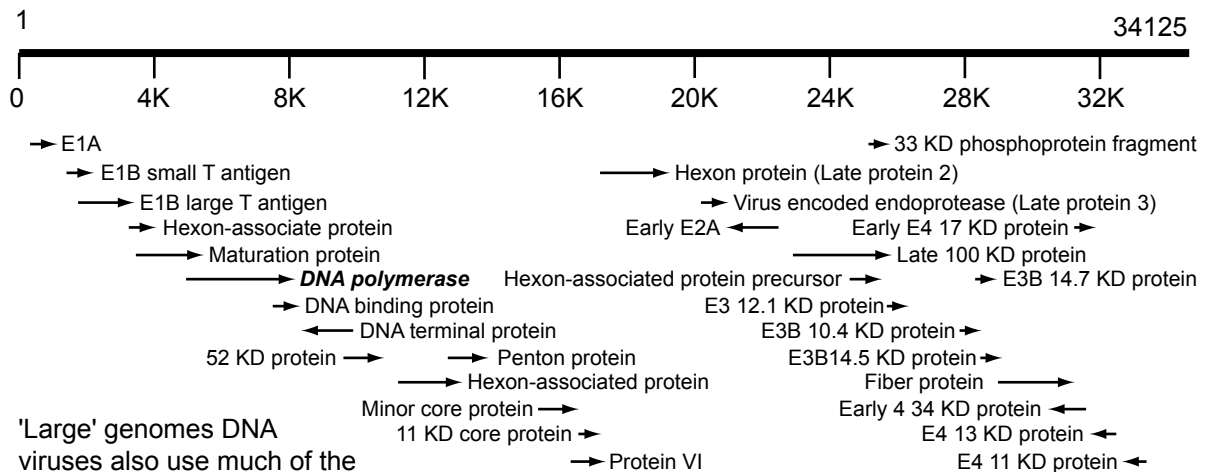 1 34125
0 4K 8K 12K 16K 20K 24K 28K 32K
E1A 33 KD phosphoprotein fragment
E1B small T antigen Hexon protein (Late protein 2)
E1B large T antigen Virus encoded endoprotease (Late protein 3)
Hexon-associate protein Early E2A Early E4 17 KD protein
Maturation protein Late 100 KD protein
DNA polymerase Hexon-associated protein precursor E3B 14.7 KD protein
DNA binding protein E3 12.1 KD protein
DNA terminal protein E3B 10.4 KD protein
52 KD protein Penton protein E3B14.5 KD protein
Hexon-associated protein Fiber protein
Minor core protein Early 4 34 KD protein
'Large' genomes DNA 11 KD core protein E4 13 KD protein
viruses also use much of the Protein VI E4 11 KD protein